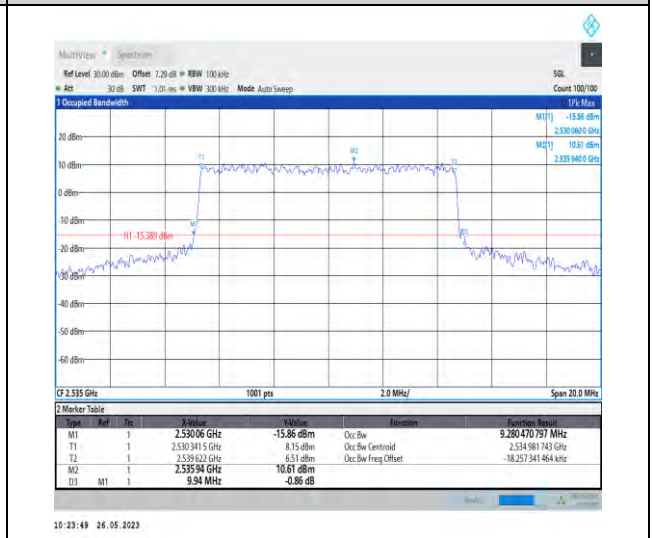 MultiView Spectrum
Ref Level 30.00 dBm Offset 7.29 dB RBW 100 kHz SGL
Att 30 dB SWT 1.01 ms VBW 300 kHz Mode Auto Sweep Count 100/100
1 Occupied Bandwidth 1Pk Max
M1[1] -15.86 dBm
2.530 060 0 GHz
M2[1] 10.61 dBm
2.535 940 0 GHz
20 dBm
10 dBm
0 dBm
-10 dBm
-20 dBm
-30 dBm
-40 dBm
-50 dBm
-60 dBm
T1
M2
T2
M1
D3
H1 -15.389 dBm
CF 2.535 GHz 1001 pts 2.0 MHz/ Span 20.0 MHz
2 Marker Table
Type Ref Trc X-Value Y-Value Function Function Result
M1 1 2.530 06 GHz -15.86 dBm Occ Bw 9.280 470 797 MHz
T1 1 2.530 341 5 GHz 8.15 dBm Occ Bw Centroid 2.534 981 743 GHz
T2 1 2.539 622 GHz 6.51 dBm Occ Bw Freq Offset -18.257 341 464 kHz
M2 1 2.535 94 GHz 10.61 dBm
D3 M1 1 9.94 MHz -0.86 dB
10:23:49 26.05.2023